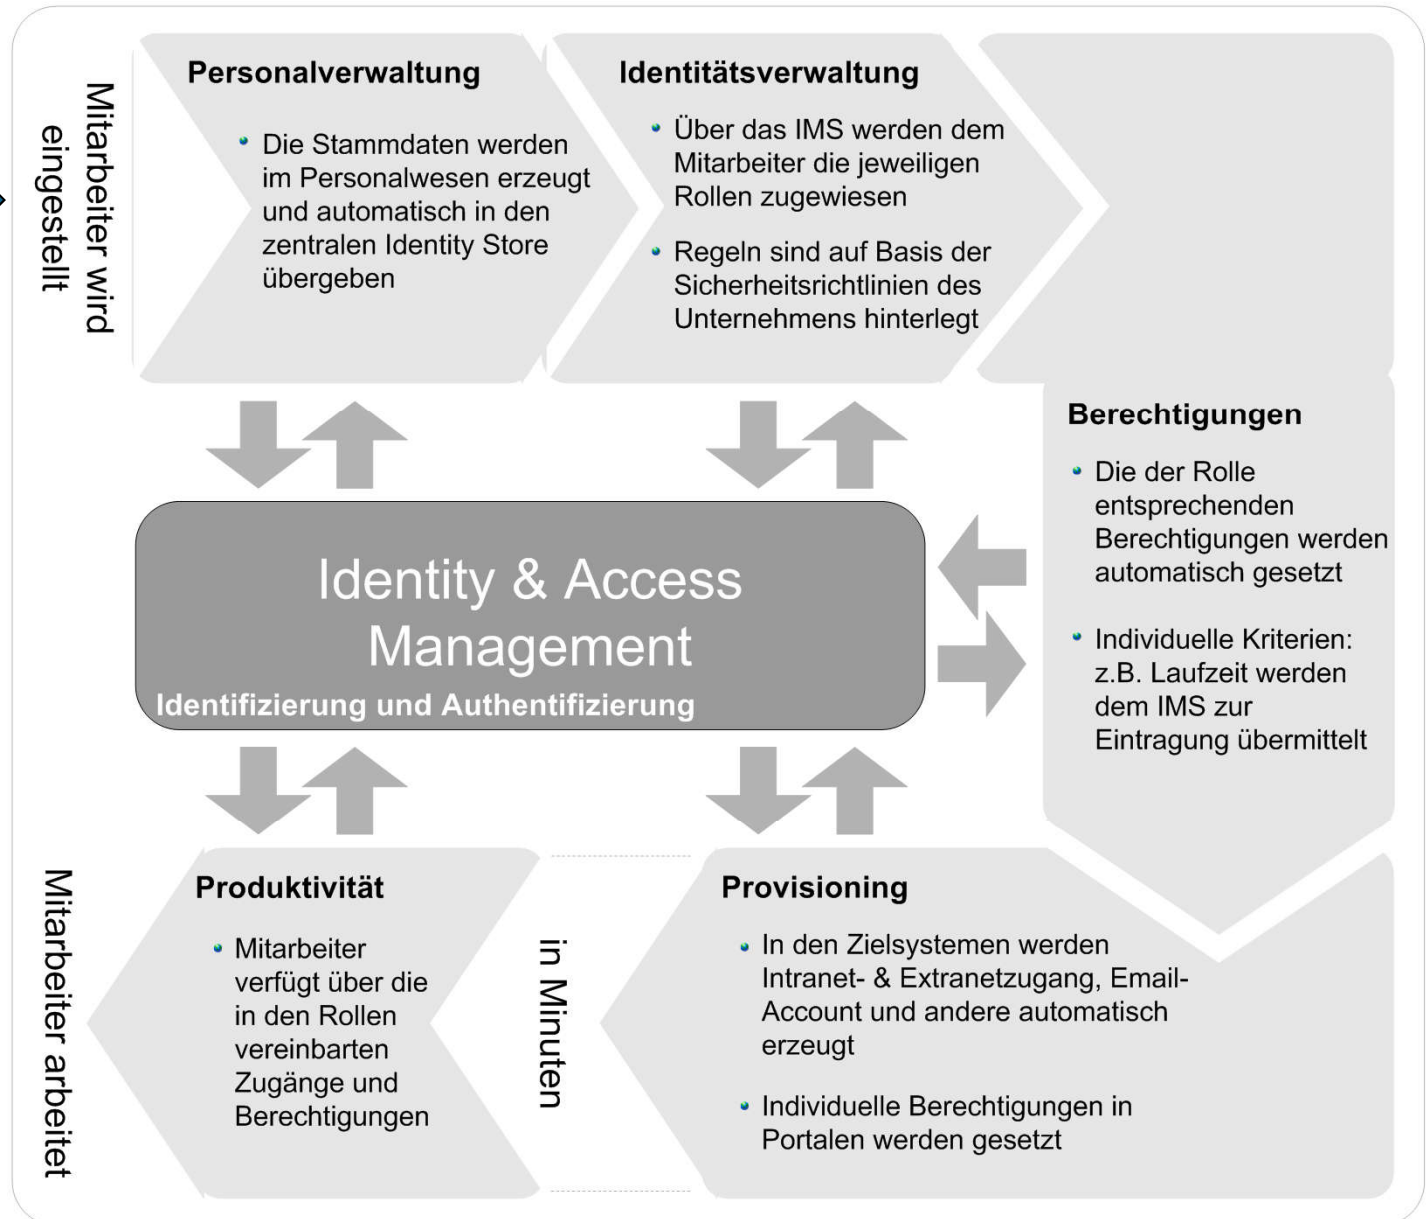 Mitarbeiter wird
eingestellt
Personalverwaltung
Die Stammdaten werden
im Personalwesen erzeugt
und automatisch in den
zentralen Identity Store
übergeben
Identitätsverwaltung
Über das IMS werden dem
Mitarbeiter die jeweiligen
Rollen zugewiesen
Regeln sind auf Basis der
Sicherheitsrichtlinien des
Unternehmens hinterlegt
Berechtigungen
Die der Rolle
entsprechenden
Berechtigungen werden
automatisch gesetzt
Individuelle Kriterien:
z.B. Laufzeit werden
dem IMS zur
Eintragung übermittelt
Identity & Access
Management
Identifizierung und Authentifizierung
Provisioning
In den Zielsystemen werden
Intranet- & Extranetzugang, Email-
Account und andere automatisch
erzeugt
Individuelle Berechtigungen in
Portalen werden gesetzt
in Minuten
Produktivität
Mitarbeiter
verfügt über die
in den Rollen
vereinbarten
Zugänge und
Berechtigungen
Mitarbeiter arbeitet